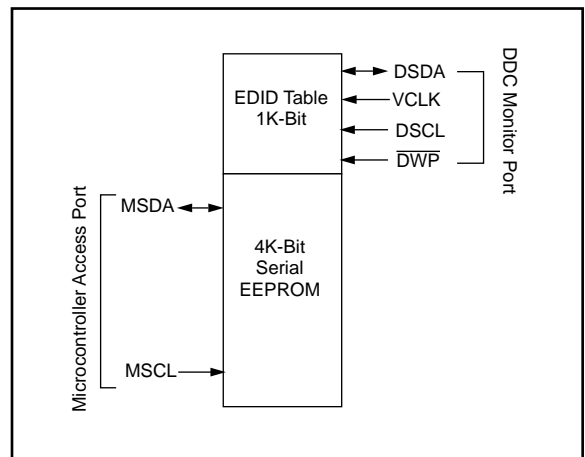 EDID Table
1K-Bit
DSDA
VCLK
DSCL
DWP
DDC Monitor Port
Microcontroller Access Port
MSDA
4K-Bit
Serial
EEPROM
MSCL